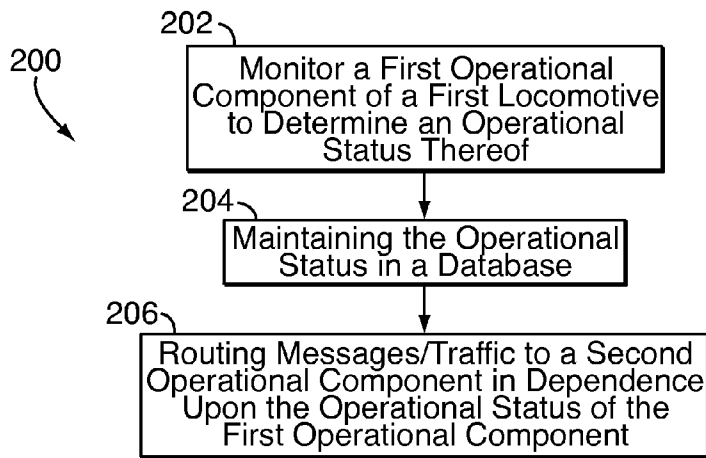 202
200
Monitor a First Operational
Component of a First Locomotive
to Determine an Operational
Status Thereof
204
Maintaining the Operational
Status in a Database
206
Routing Messages/Traffic to a Second
Operational Component in Dependence
Upon the Operational Status of the
First Operational Component